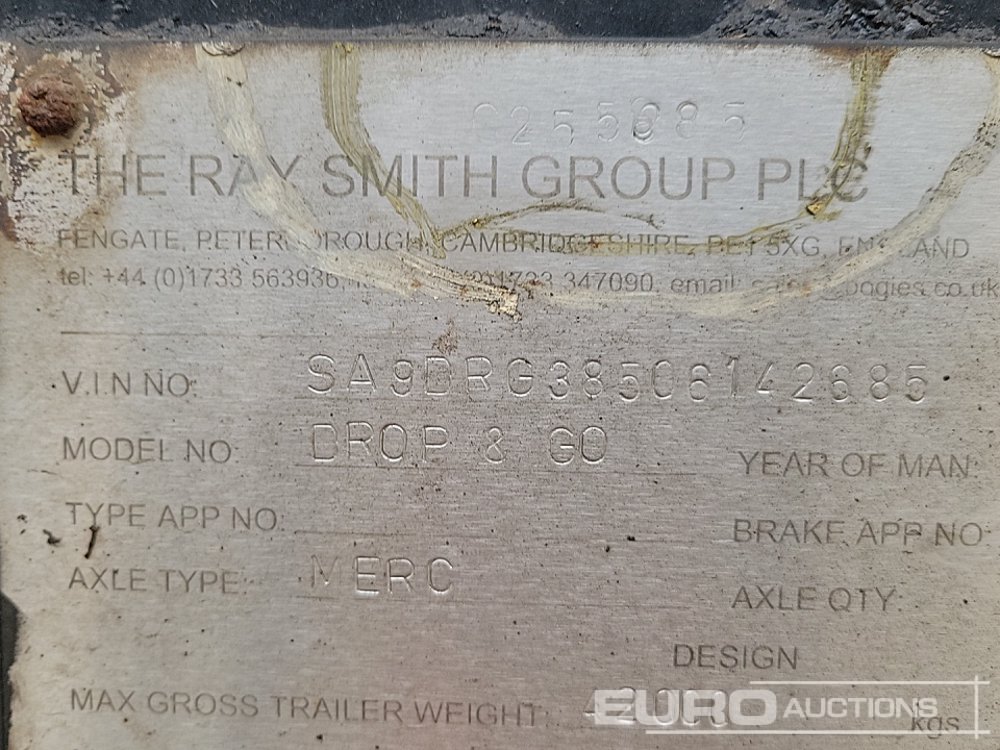 THE RAY SMITH GROUP PLC
FENGATE, PETERBOROUGH, CAMBRIDGESHIRE, PE1 5XG, ENGLAND
tel: +44 (0)1733 563936, 347090, email:
V.I.N NO: SA9DRG38506142685
MODEL NO: DROP & GO YEAR OF MAN:
TYPE APP NO: BRAKE APP NO:
AXLE TYPE: MERC AXLE QTY:
DESIGN
MAX GROSS TRAILER WEIGHT: kgs
EURO AUCTIONS